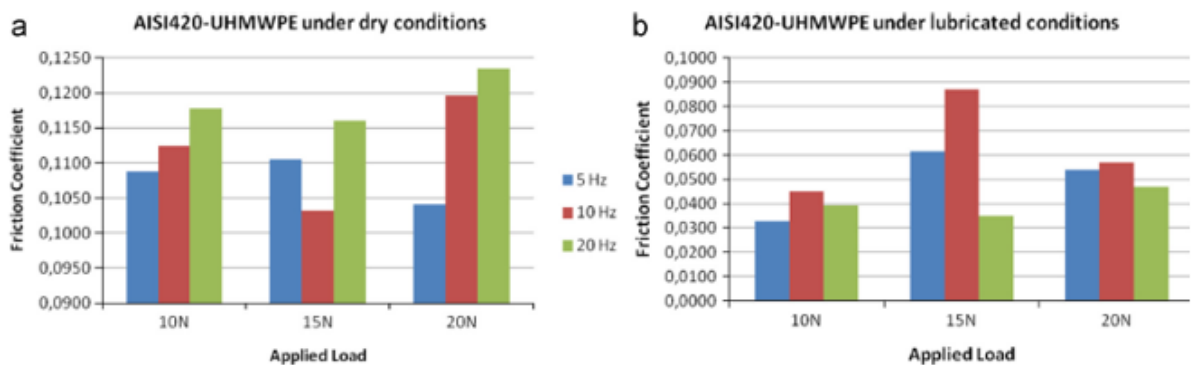 a
AISI420-UHMWPE under dry conditions
Friction Coefficient
0,1250
0,1200
0,1150
0,1100
0,1050
0,1000
0,0950
0,0900
10N 15N 20N
Applied Load
5 Hz
10 Hz
20 Hz
b
AISI420-UHMWPE under lubricated conditions
Friction Coefficient
0,1000
0,0900
0,0800
0,0700
0,0600
0,0500
0,0400
0,0300
0,0200
0,0100
0,0000
10N 15N 20N
Applied Load